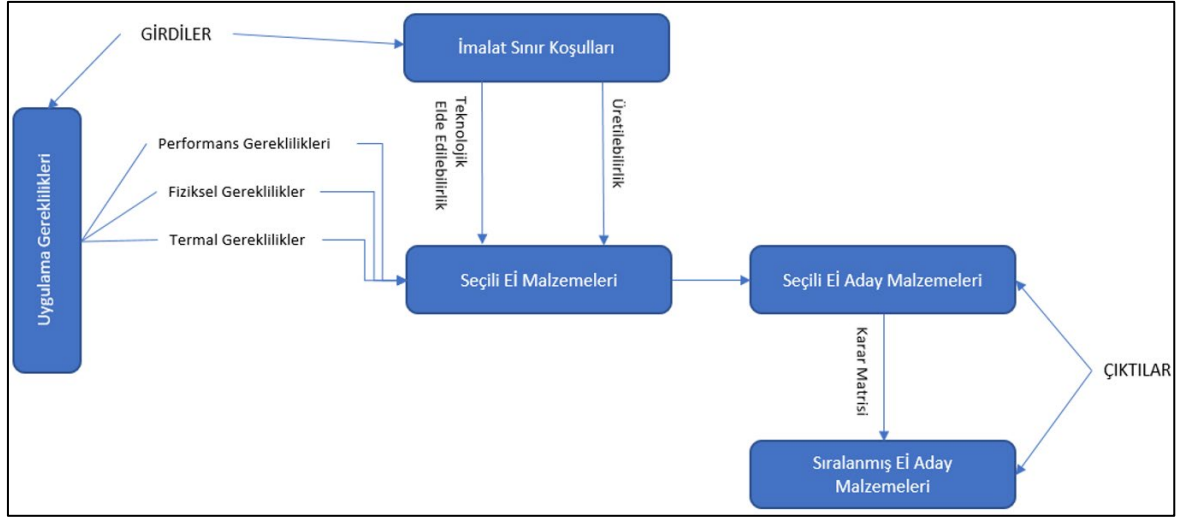 GİRDİLER
İmalat Sınır Koşulları
Teknolojik
Elde Edilebilirlik
Üretilebilirlik
Uygulama Gereklilikleri
Performans Gereklilikleri
Fiziksel Gereklilikler
Termal Gereklilikler
Seçili Eİ Malzemeleri
Seçili Eİ Aday Malzemeleri
Karar Matrisi
ÇIKTILAR
Sıralanmış Eİ Aday
Malzemeleri